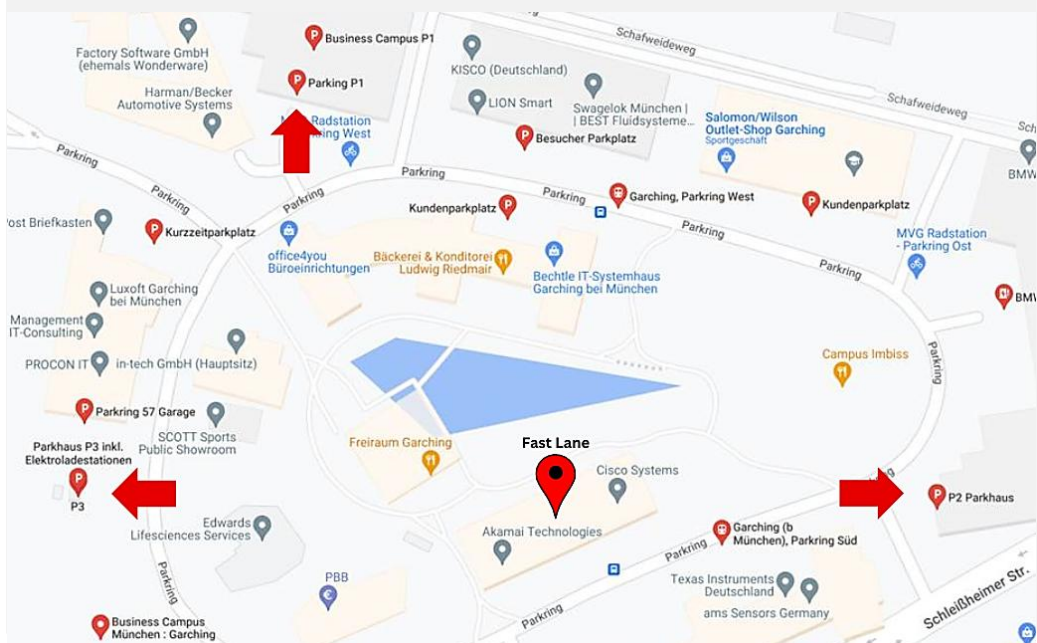 Schafweideweg
Business Campus P1
Factory Software GmbH
(ehemals Wonderware)
KISCO (Deutschland)
Parking P1
Schafweideweg
Harman/Becker
Automotive Systems
LION Smart
Swagelok München |
| BEST Fluidsysteme...
Schafweideweg
Radstation
Parkring West
Besucher Parkplatz
Salomon/Wilson
Outlet-Shop Garching
Sportgeschäft
Sch
BMW
Parkring
Parkring
Parkring
Parkring
Parkring
Garching, Parkring West
Kundenparkplatz
Kundenparkplatz
Post Briefkasten
Kurzzeitparkplatz
Parkring
MVG Radstation
- Parkring Ost
office4you
Büroeinrichtungen
Bäckerei & Konditorei
Ludwig Riedmair
Bechtle IT-Systemhaus
Garching bei München
Parkring
Luxoft Garching
bei München
BMW
Management
IT-Consulting
PROCON IT
in-tech GmbH (Hauptsitz)
Campus Imbiss
Parkring
Parkring 57 Garage
SCOTT Sports
Public Showroom
Parkhaus P3 inkl.
Elektroladestationen
P3
Freiraum Garching
Fast Lane
Cisco Systems
P2 Parkhaus
Edwards
Lifesciences Services
Akamai Technologies
Garching (b
München), Parkring Süd
Parkring
PBB
Texas Instruments
Deutschland
ams Sensors Germany
Parkring
Schleißheimer Str.
Business Campus
München : Garching